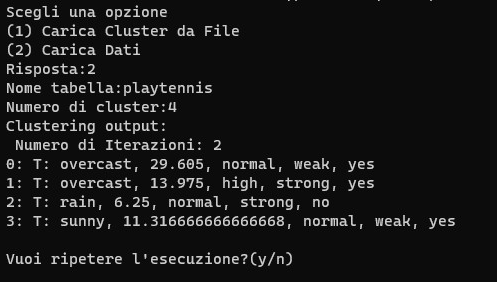 Scegli una opzione
(1) Carica Cluster da File
(2) Carica Dati
Risposta:2
Nome tabella:playtennis
Numero di cluster:4
Clustering output:
 Numero di Iterazioni: 2
0: T: overcast, 29.605, normal, weak, yes
1: T: overcast, 13.975, high, strong, yes
2: T: rain, 6.25, normal, strong, no
3: T: sunny, 11.316666666666668, normal, weak, yes
Vuoi ripetere l'esecuzione?(y/n)